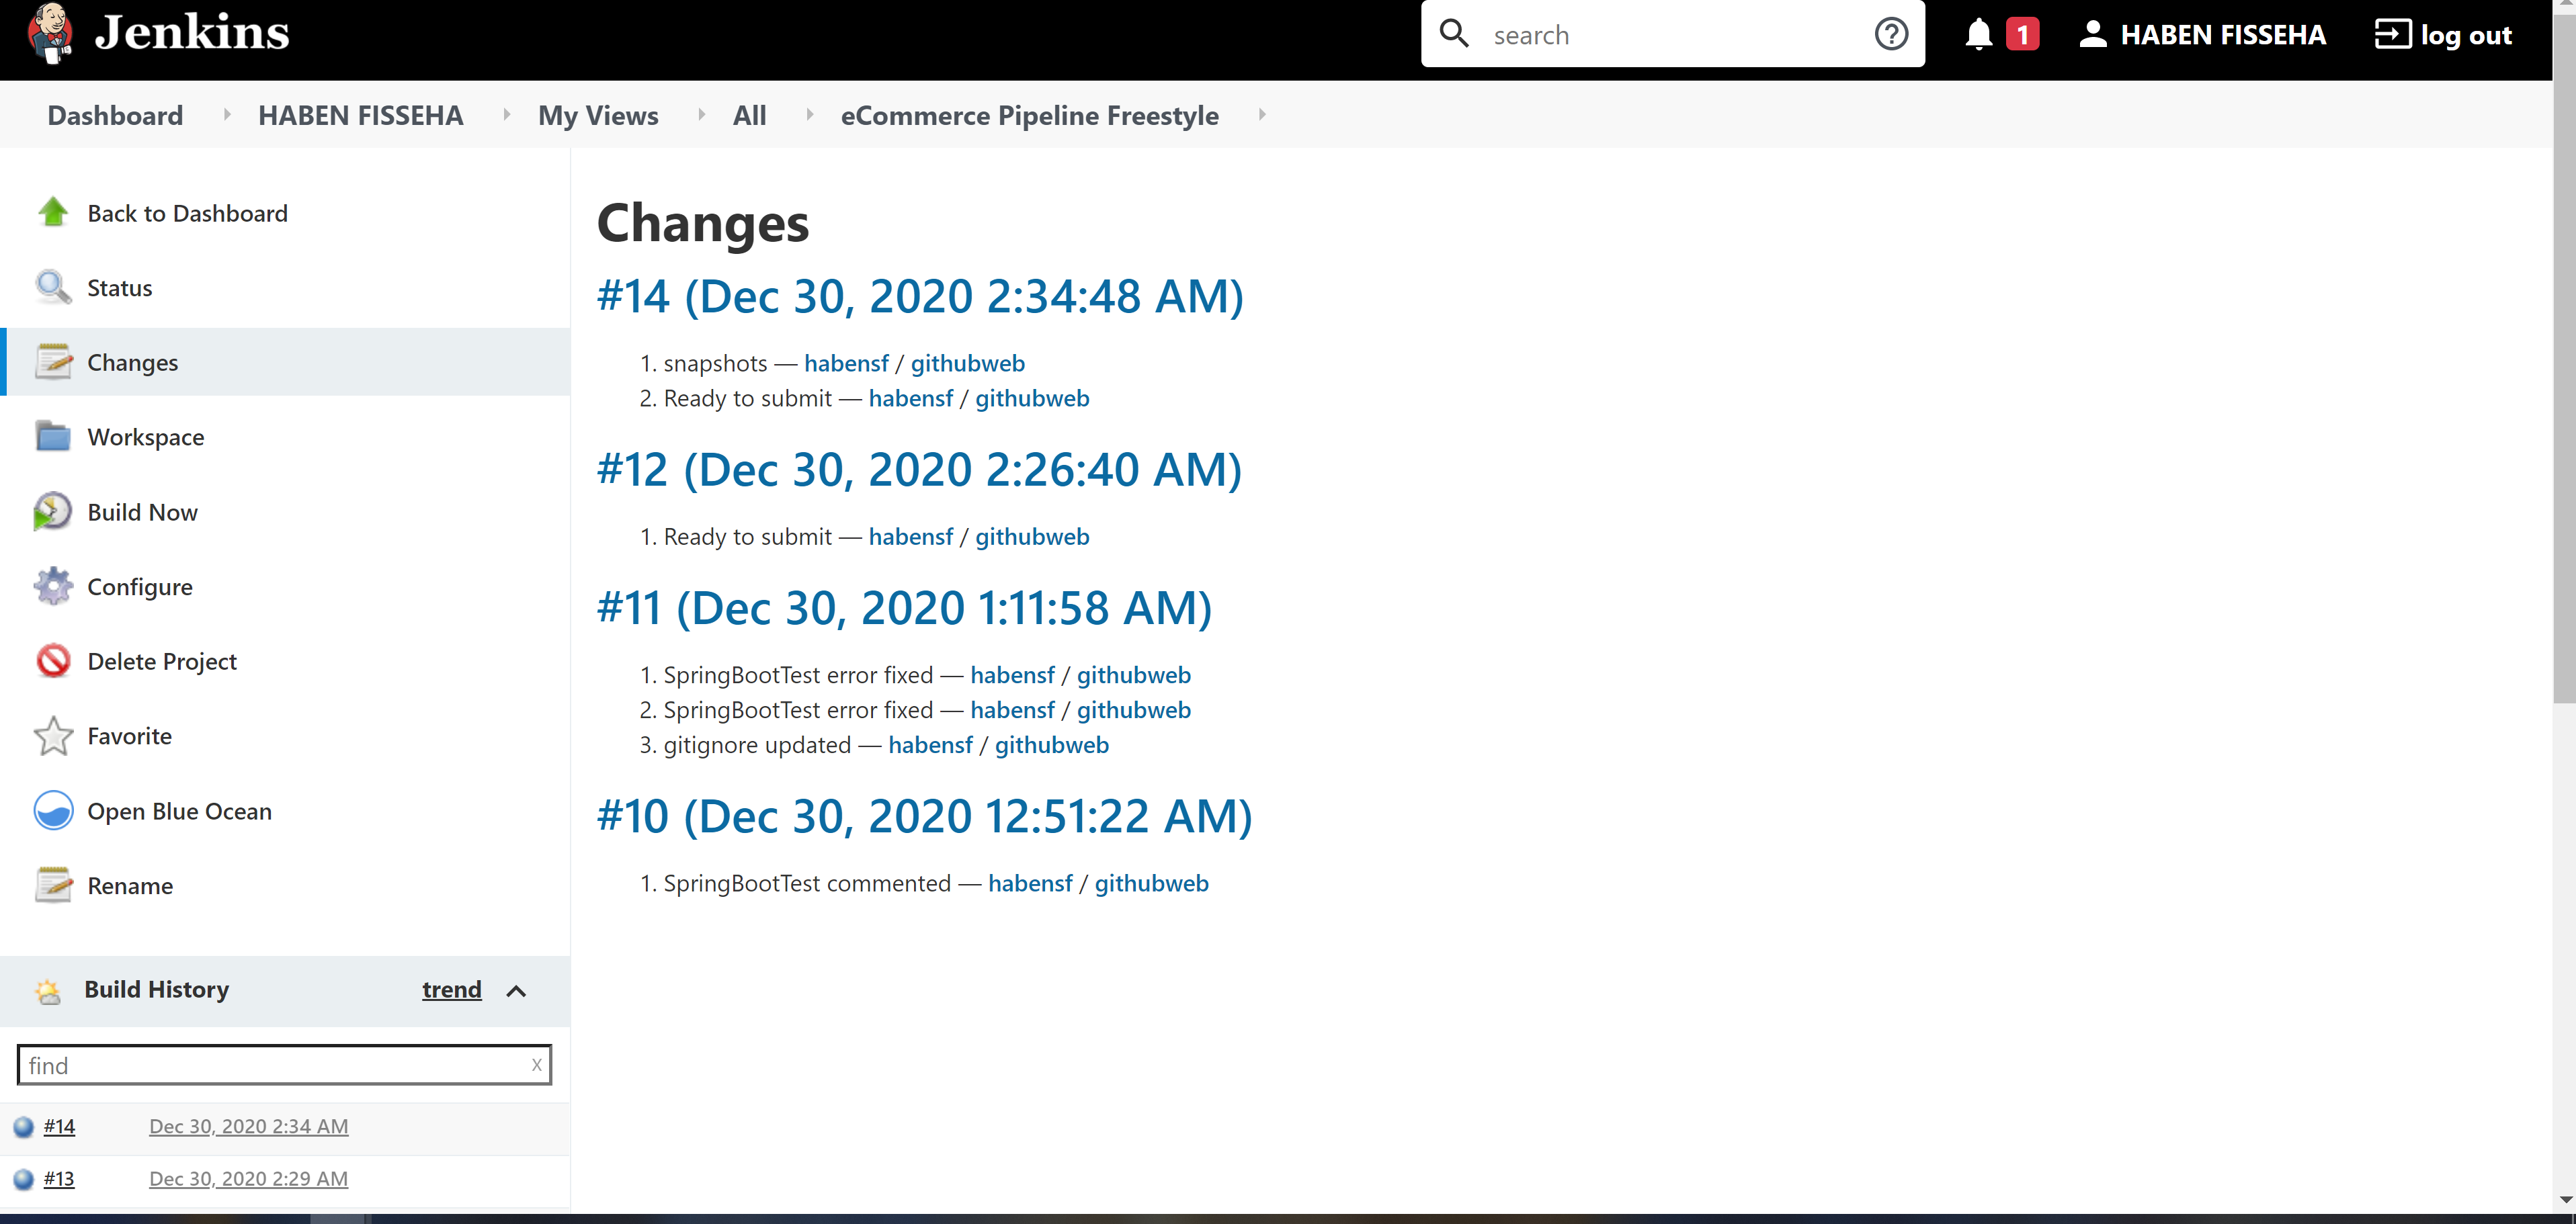 Jenkins
search
1
HABEN FISSEHA
log out
Dashboard
HABEN FISSEHA
My Views
All
eCommerce Pipeline Freestyle
Back to Dashboard
Status
Changes
Workspace
Build Now
Configure
Delete Project
Favorite
Open Blue Ocean
Rename
Build History trend
find X
#14 Dec 30, 2020 2:34 AM
#13 Dec 30, 2020 2:29 AM
Changes
#14 (Dec 30, 2020 2:34:48 AM)
1. snapshots — habensf / githubweb
2. Ready to submit — habensf / githubweb
#12 (Dec 30, 2020 2:26:40 AM)
1. Ready to submit — habensf / githubweb
#11 (Dec 30, 2020 1:11:58 AM)
1. SpringBootTest error fixed — habensf / githubweb
2. SpringBootTest error fixed — habensf / githubweb
3. gitignore updated — habensf / githubweb
#10 (Dec 30, 2020 12:51:22 AM)
1. SpringBootTest commented — habensf / githubweb